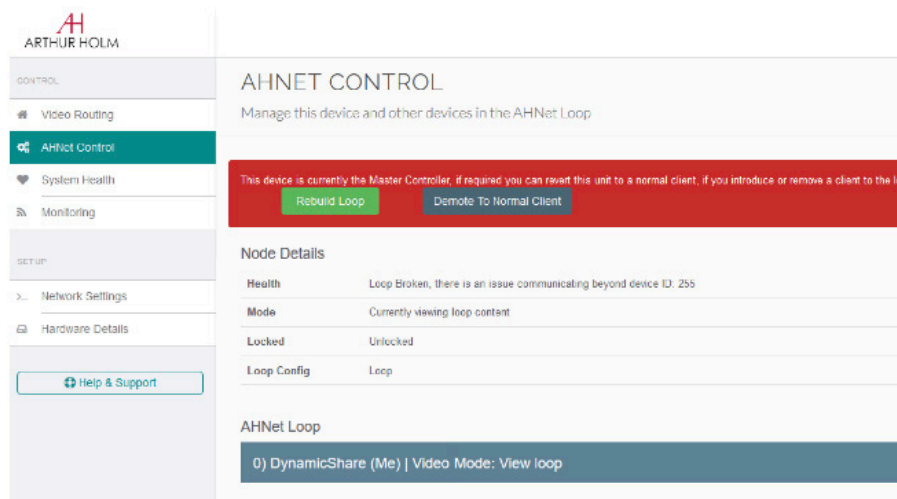 AH
ARTHUR HOLM
CONTROL
Video Routing
AHNet Control
System Health
Monitoring
SETUP
Network Settings
Hardware Details
Help & Support
AHNET CONTROL
Manage this device and other devices in the AHNet Loop
This device is currently the Master Controller, if required you can revert this unit to a normal client, if you introduce or remove a client to the
Rebuild Loop Demote To Normal Client
Node Details
Health Loop Broken, there is an issue communicating beyond device ID: 255
Mode Currently viewing loop content
Locked Unlocked
Loop Config Loop
AHNet Loop
0) DynamicShare (Me) | Video Mode: View loop